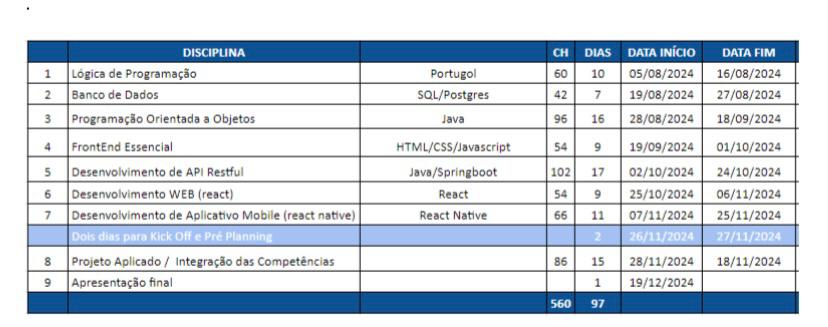 .
DISCIPLINA CH DIAS DATA INÍCIO DATA FIM
1 Lógica de Programação Portugol 60 10 05/08/2024 16/08/2024
2 Banco de Dados SQL/Postgres 42 7 19/08/2024 27/08/2024
3 Programação Orientada a Objetos Java 96 16 28/08/2024 18/09/2024
4 FrontEnd Essencial HTML/CSS/Javascript 54 9 19/09/2024 01/10/2024
5 Desenvolvimento de API Restful Java/Springboot 102 17 02/10/2024 24/10/2024
6 Desenvolvimento WEB (react) React 54 9 25/10/2024 06/11/2024
7 Desenvolvimento de Aplicativo Mobile (react native) React Native 66 11 07/11/2024 25/11/2024
Dois dias para Kick Off e Pré Planning 2 26/11/2024 27/11/2024
8 Projeto Aplicado / Integração das Competências 86 15 28/11/2024 18/11/2024
9 Apresentação final 1 19/12/2024
560 97